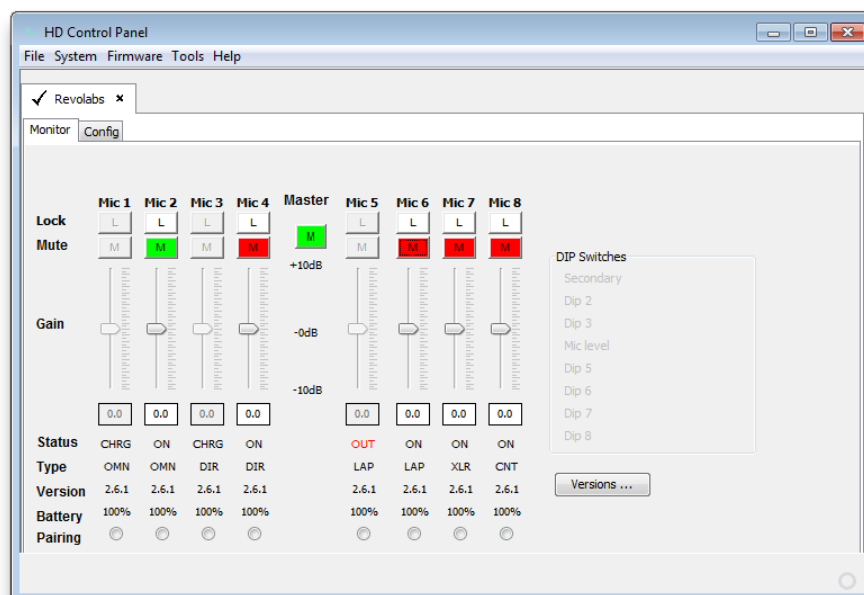 HD Control Panel
File System Firmware Tools Help
Revolabs
Monitor Config
Mic 1 Mic 2 Mic 3 Mic 4 Master Mic 5 Mic 6 Mic 7 Mic 8
Lock L L L L L L L L
Mute M M M M M M M M M
+10dB
DIP Switches
Secondary
Dip 2
Dip 3
Gain -0dB
Mic level
Dip 5
-10dB
Dip 6
0.0 0.0 0.0 0.0 0.0 0.0 0.0 0.0 Dip 7
Dip 8
Status CHRG ON CHRG ON OUT ON ON ON
Type OMN OMN DIR DIR LAP LAP XLR CNT
Version 2.6.1 2.6.1 2.6.1 2.6.1 2.6.1 2.6.1 2.6.1 2.6.1
Versions ...
Battery 100% 100% 100% 100% 100% 100% 100% 100%
Pairing